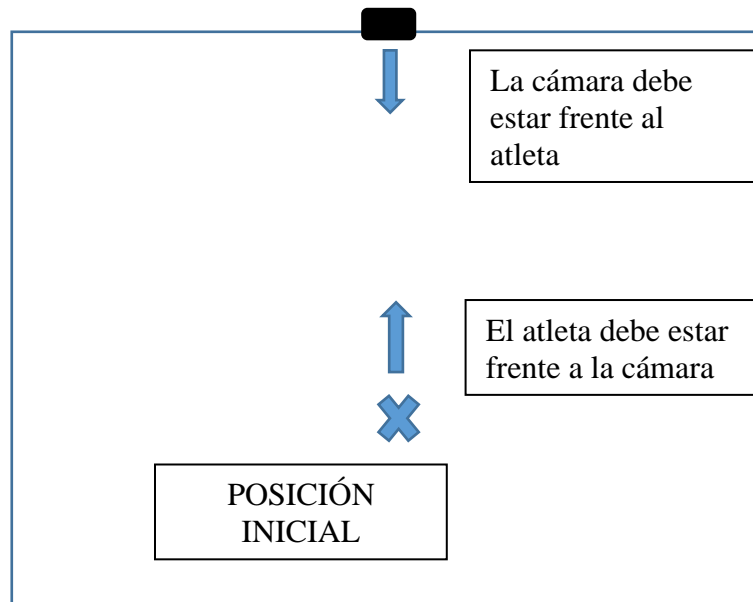 La cámara debe
estar frente al
atleta
El atleta debe estar
frente a la cámara
POSICIÓN
INICIAL